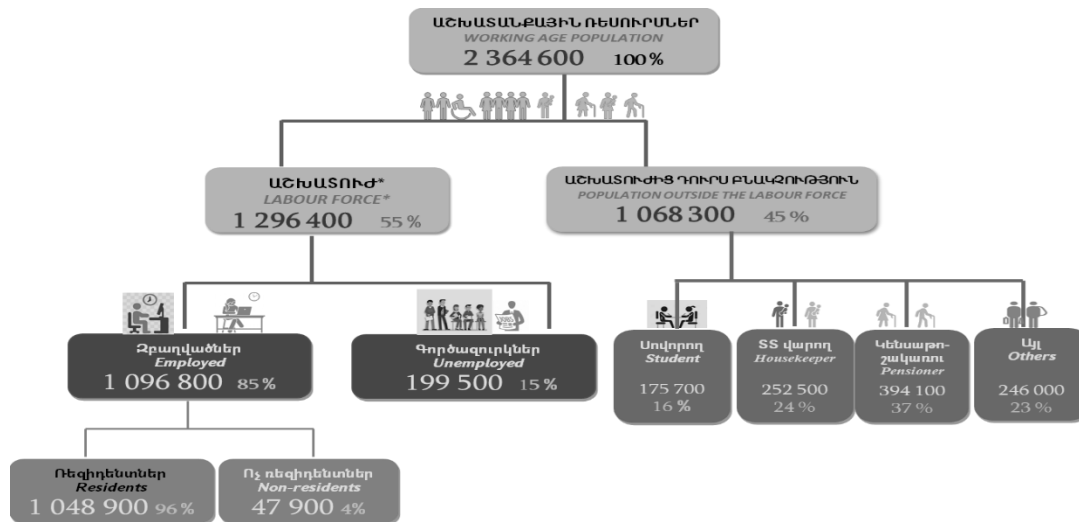 ԱՇԽԱՏԱՆՔԱՅԻՆ ՌԵՍՈՒՐՍՆԵՐ
WORKING AGE POPULATION
2 364 600 100 %
ԱՇԽԱՏՈՒԺ*
LABOUR FORCE*
1 296 400 55 %
ԱՇԽԱՏՈՒԺԻՑ ԴՈՒՐՍ ԲՆԱԿՉՈՒԹՅՈՒՆ
POPULATION OUTSIDE THE LABOUR FORCE
1 068 300 45 %
Զբաղվածներ
Employed
1 096 800 85 %
Գործազուրկներ
Unemployed
199 500 15 %
Սովորող
Student
175 700
16 %
ՏՏ վարող
Housekeeper
252 500
24 %
Կենսաթո-
շակառու
Pensioner
394 100
37 %
Այլ
Others
246 000
23 %
Ռեզիդենտներ
Residents
1 048 900 96 %
Ոչ ռեզիդենտներ
Non-residents
47 900 4%